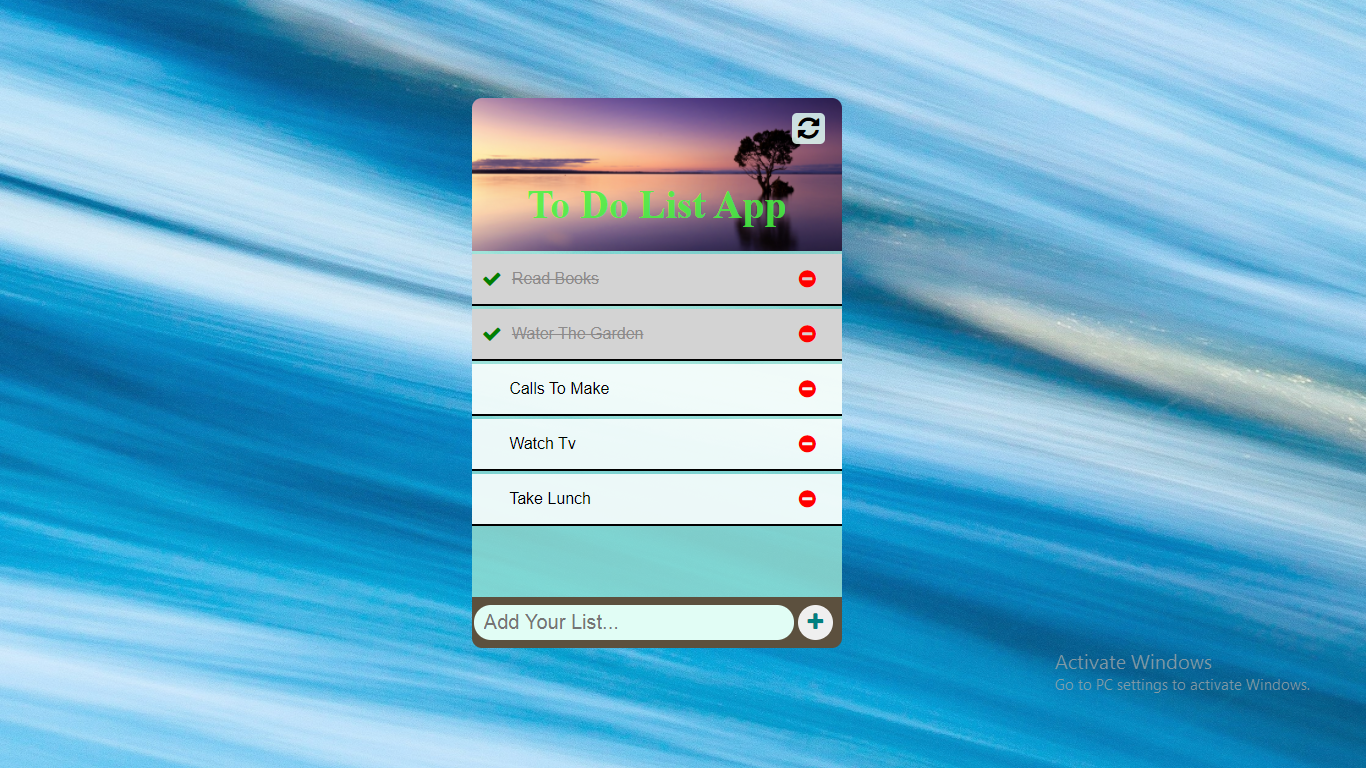 To Do List App
Read Books
Water The Garden
Calls To Make
Watch Tv
Take Lunch
Add Your List...
Activate Windows
Go to PC settings to activate Windows.